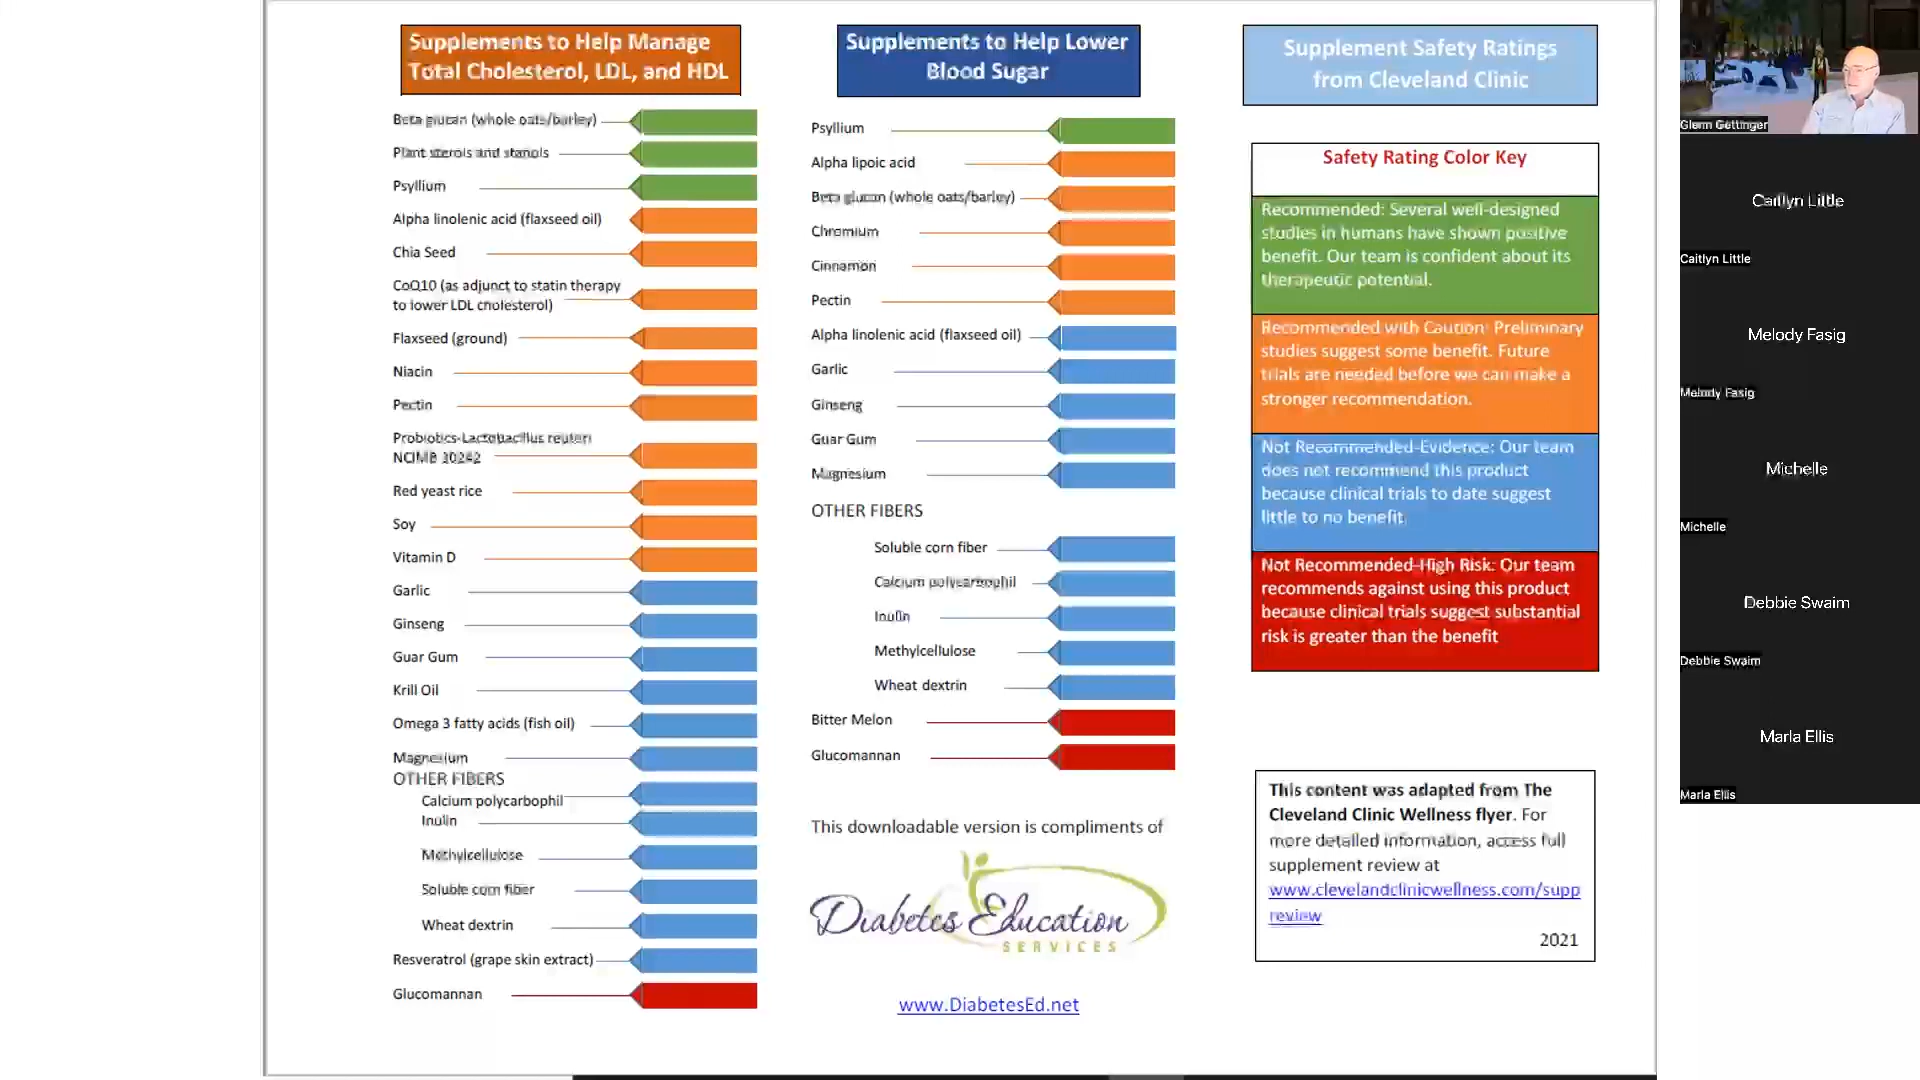 Supplements to Help Manage
Total Cholesterol, LDL, and HDL
Beta glucan (whole oats/barley)
Plant sterols and stanols
Psyllium
Alpha linolenic acid (flaxseed oil)
Chia Seed
CoQ10 (as adjunct to statin therapy
to lower LDL cholesterol)
Flaxseed (ground)
Niacin
Pectin
Probiotics-Lactobacillus reuteri
NCIMB 30242
Red yeast rice
Soy
Vitamin D
Garlic
Ginseng
Guar Gum
Krill Oil
Omega 3 fatty acids (fish oil)
Magnesium
OTHER FIBERS
Calcium polycarbophil
Inulin
Methylcellulose
Soluble corn fiber
Wheat dextrin
Resveratrol (grape skin extract)
Glucomannan
Supplements to Help Lower
Blood Sugar
Psyllium
Alpha lipoic acid
Beta glucan (whole oats/barley)
Chromium
Cinnamon
Pectin
Alpha linolenic acid (flaxseed oil)
Garlic
Ginseng
Guar Gum
Magnesium
OTHER FIBERS
Soluble corn fiber
Calcium polycarbophil
Inulin
Methylcellulose
Wheat dextrin
Bitter Melon
Glucomannan
This downloadable version is compliments of
Diabetes Education
SERVICES
www.DiabetesEd.net
Supplement Safety Ratings
from Cleveland Clinic
Safety Rating Color Key
Recommended: Several well-designed
studies in humans have shown positive
benefit. Our team is confident about its
therapeutic potential.
Recommended with Caution: Preliminary
studies suggest some benefit. Future
trials are needed before we can make a
stronger recommendation.
Not Recommended-Evidence: Our team
does not recommend this product
because clinical trials to date suggest
little to no benefit.
Not Recommended-High Risk: Our team
recommends against using this product
because clinical trials suggest substantial
risk is greater than the benefit
This content was adapted from The
Cleveland Clinic Wellness flyer. For
more detailed information, access full
supplement review at
www.clevelandclinicwellness.com/supp
review
2021
Glenn Gettinger
Caitlyn Little
Caitlyn Little
Melody Fasig
Melody Fasig
Michelle
Michelle
Debbie Swaim
Debbie Swaim
Marla Ellis
Marla Ellis